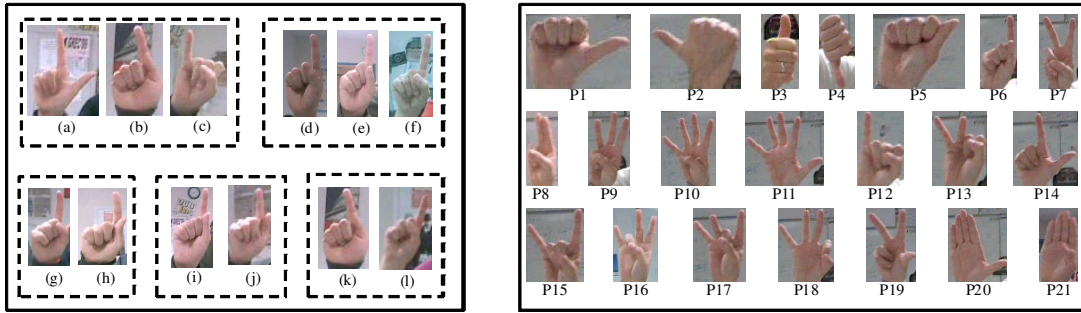 (a) (b) (c) (d) (e) (f)
(g) (h) (i) (j) (k) (l)
P1 P2 P3 P4 P5 P6 P7
P8 P9 P10 P11 P12 P13 P14
P15 P16 P17 P18 P19 P20 P21